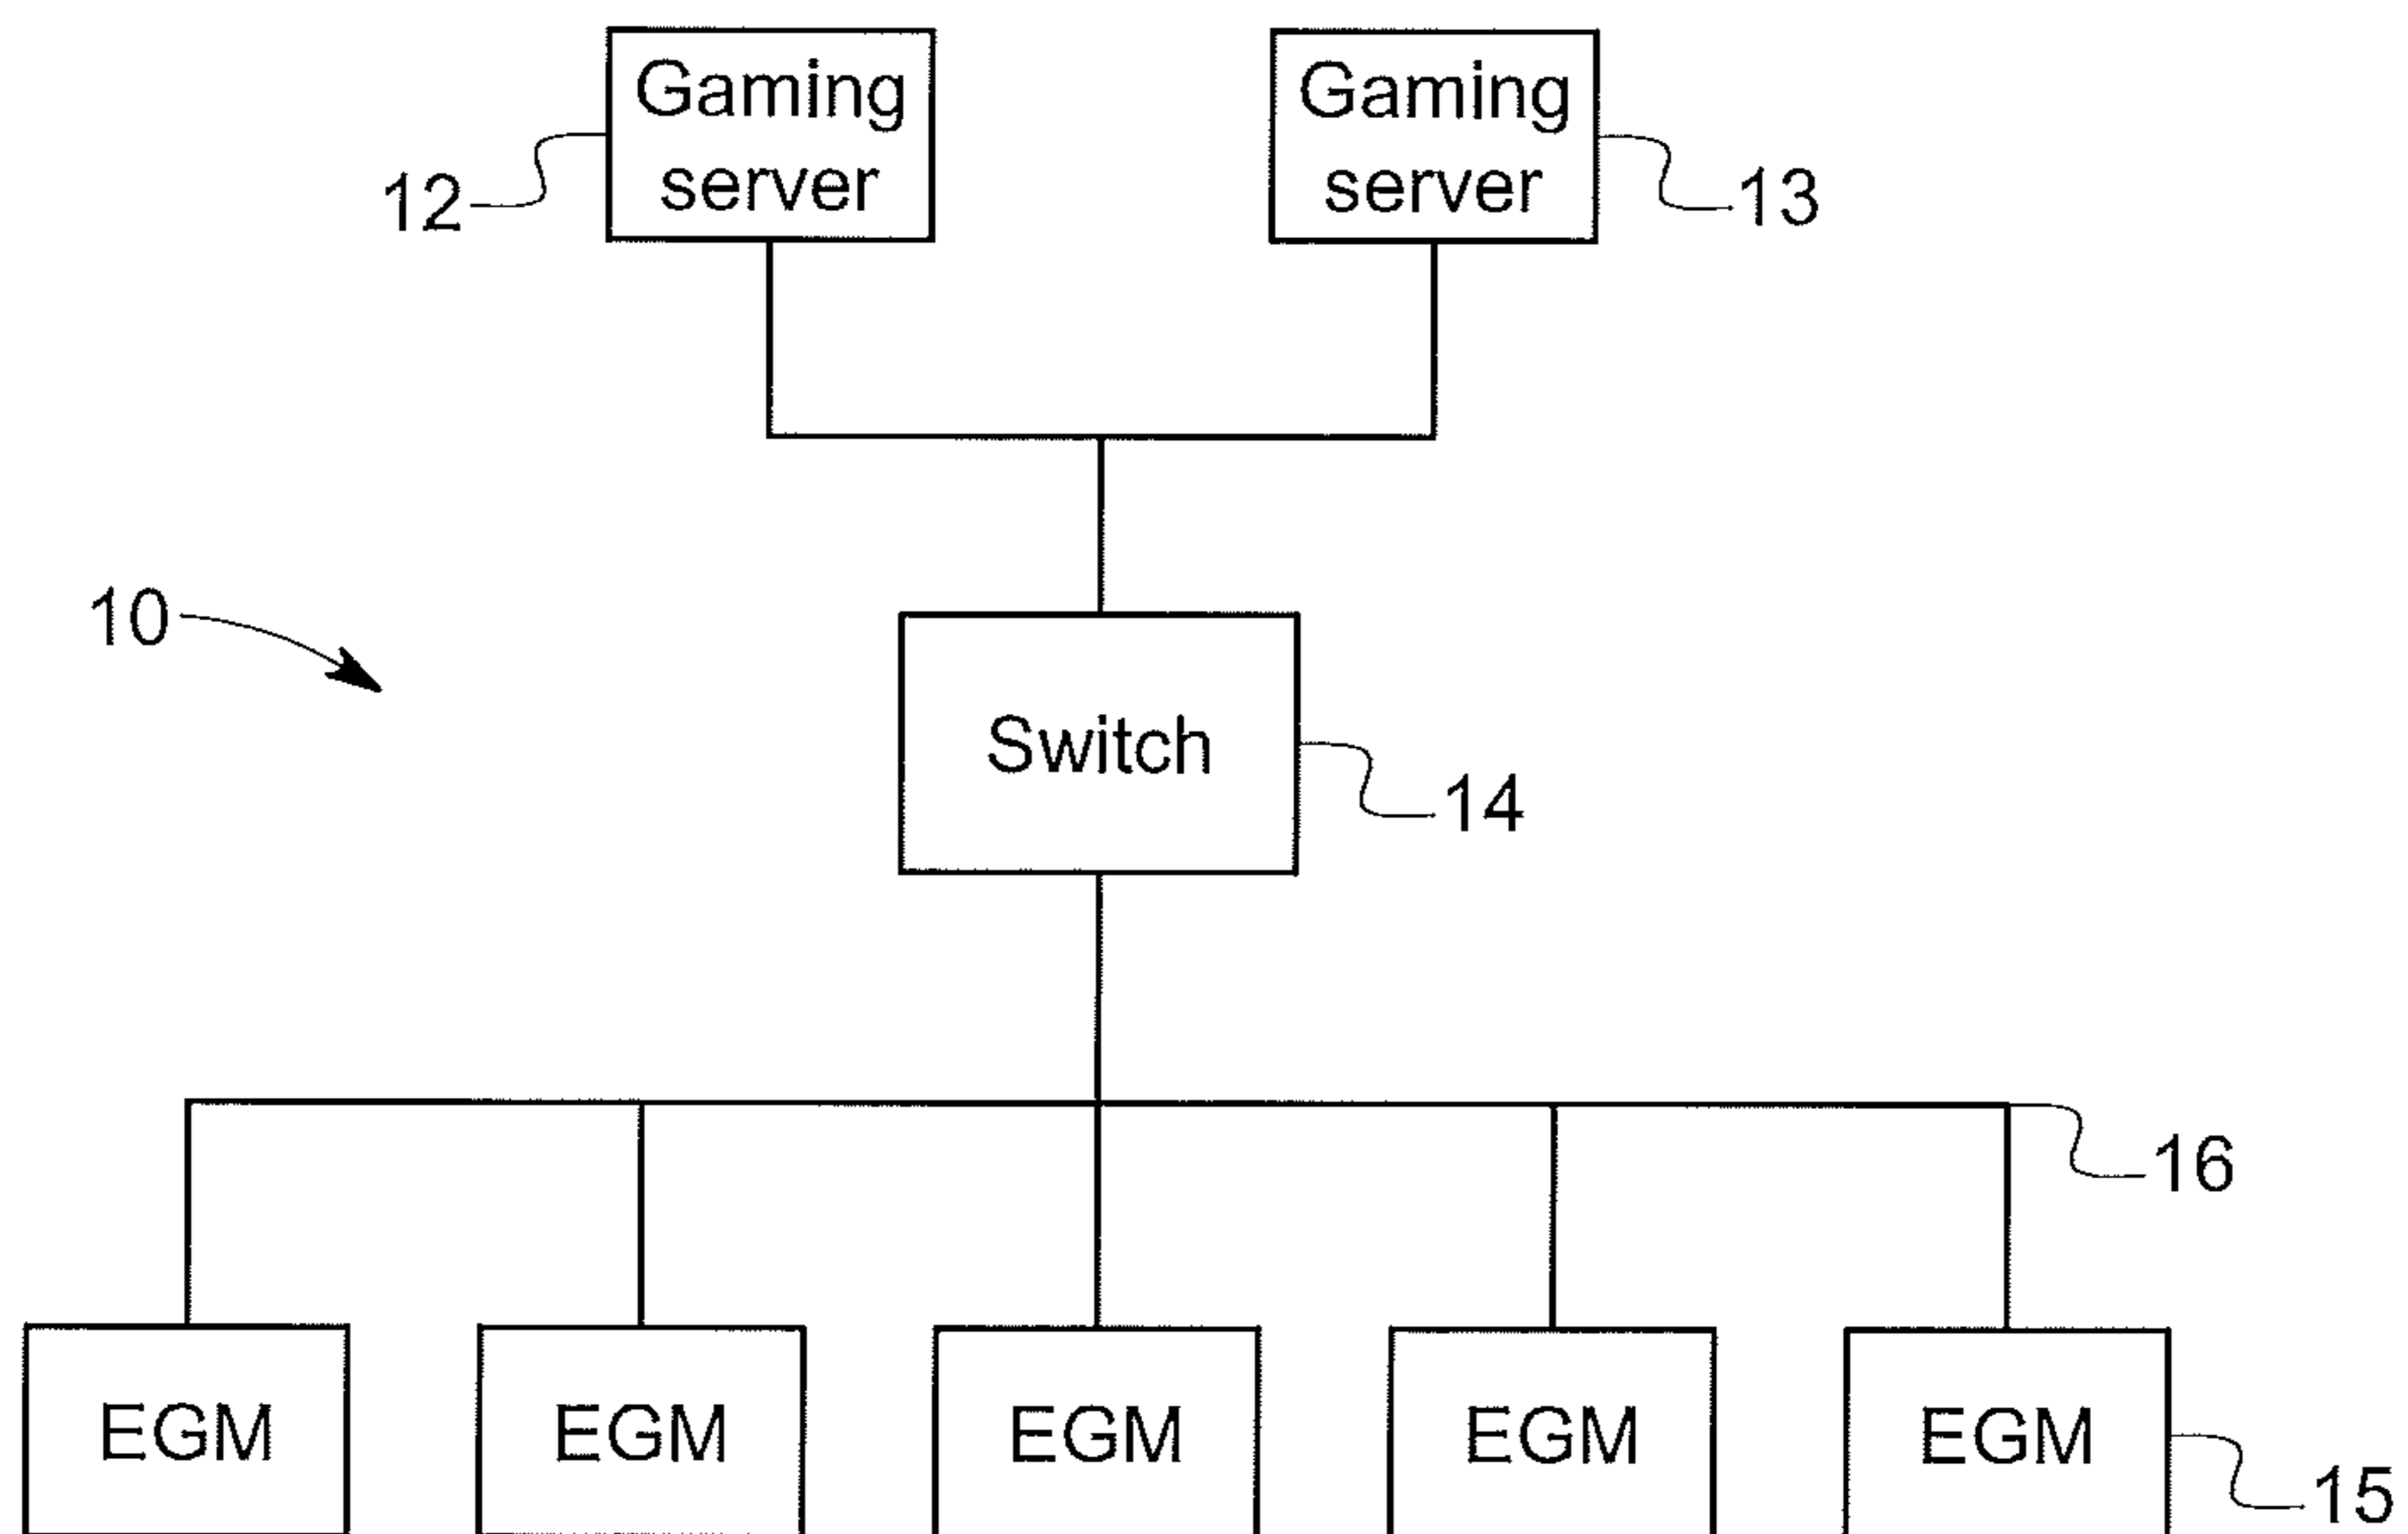 Gaming
server
Gaming
server
12
13
10
Switch
14
16
EGM
EGM
EGM
EGM
EGM
15